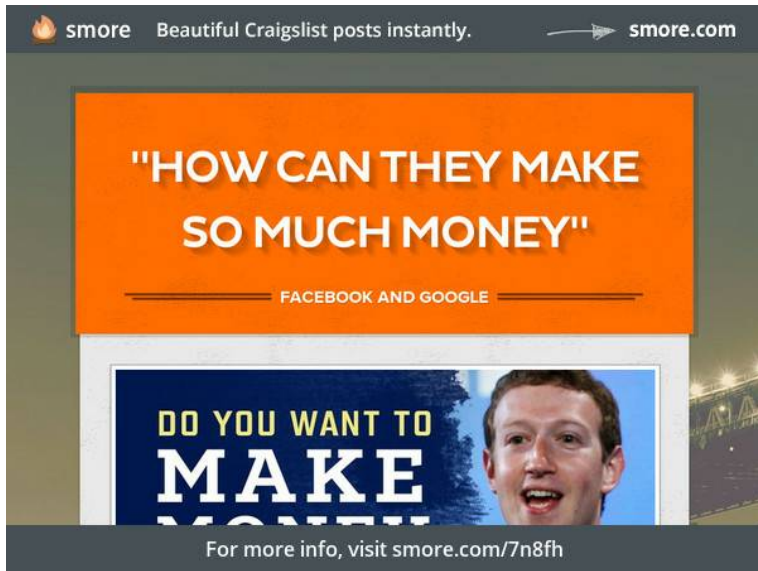 smore Beautiful Craigslist posts instantly. smore.com
"HOW CAN THEY MAKE
SO MUCH MONEY"
FACEBOOK AND GOOGLE
DO YOU WANT TO
MAKE
MONEY
For more info, visit smore.com/7n8fh